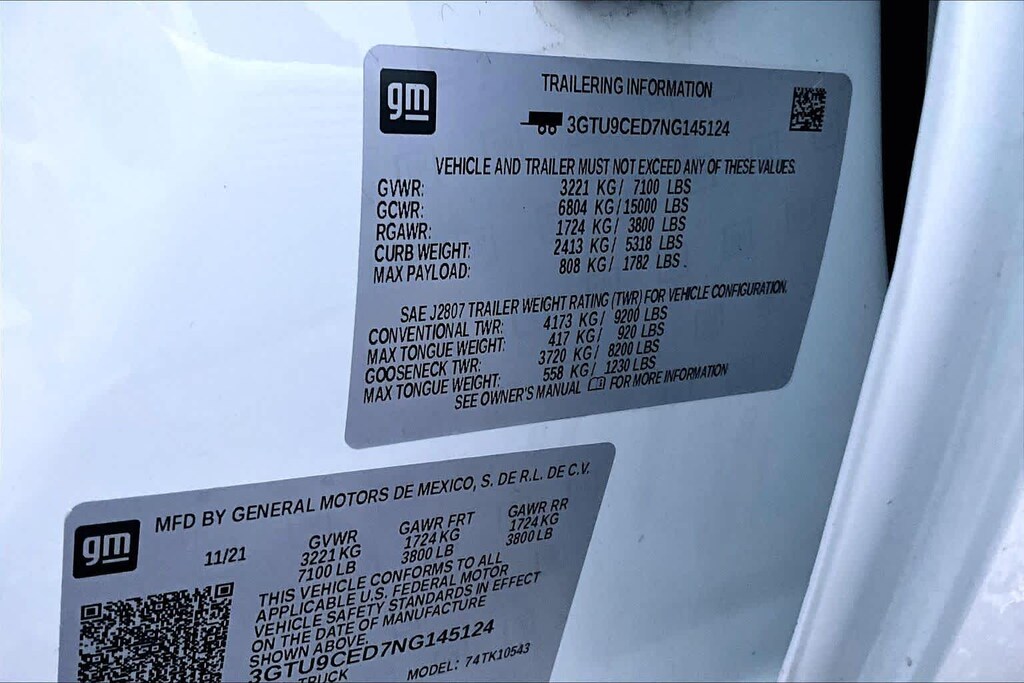 gm
TRAILERING INFORMATION
3GTU9CED7NG145124
VEHICLE AND TRAILER MUST NOT EXCEED ANY OF THESE VALUES.
GVWR: 3221 KG/ 7100 LBS
GCWR: 6804 KG/15000 LBS
RGAWR: 1724 KG/ 3800 LBS
CURB WEIGHT: 2413 KG/ 5318 LBS
MAX PAYLOAD: 808 KG/ 1782 LBS.
SAE J2807 TRAILER WEIGHT RATING (TWR) FOR VEHICLE CONFIGURATION.
CONVENTIONAL TWR: 4173 KG/ 9200 LBS
MAX TONGUE WEIGHT: 417 KG/ 920 LBS
GOOSENECK TWR: 3720 KG/ 8200 LBS
MAX TONGUE WEIGHT: 558 KG/ 1230 LBS
SEE OWNER'S MANUAL FOR MORE INFORMATION
gm
MFD BY GENERAL MOTORS DE MEXICO, S. DE R.L. DE C.V.
11/21 GVWR GAWR FRT GAWR RR
3221 KG 1724 KG 1724 KG
7100 LB 3800 LB 3800 LB
THIS VEHICLE CONFORMS TO ALL
APPLICABLE U.S. FEDERAL MOTOR
VEHICLE SAFETY STANDARDS IN EFFECT
ON THE DATE OF MANUFACTURE
SHOWN ABOVE.
3GTU9CED7NG145124
TRUCK MODEL: 74TK10543